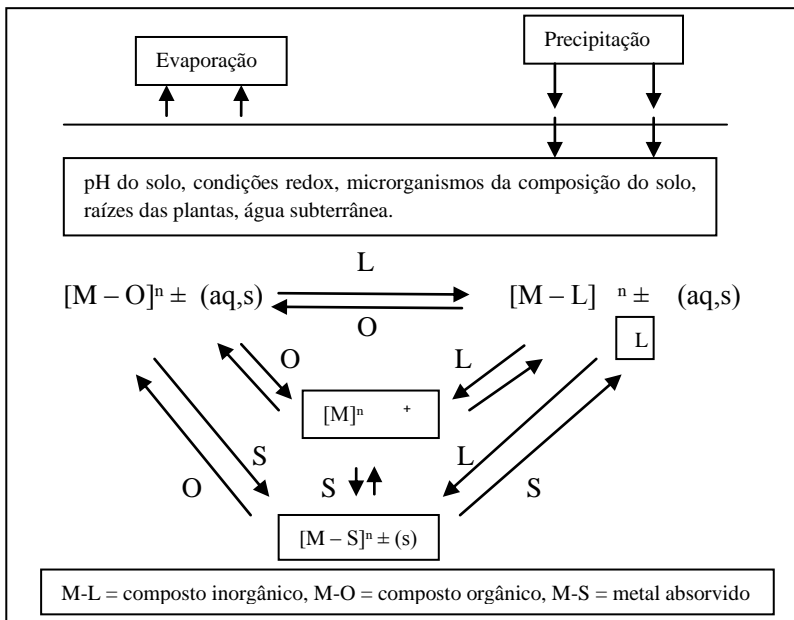 Evaporação
Precipitação
pH do solo, condições redox, microrganismos da composição do solo,
raízes das plantas, água subterrânea.
L
[M – O]ⁿ ± (aq,s) [M – L] ⁿ ± (aq,s)
O
L
O L
[M]ⁿ ⁺
S L
O S S
[M – S]ⁿ ± (s)
M-L = composto inorgânico, M-O = composto orgânico, M-S = metal absorvido